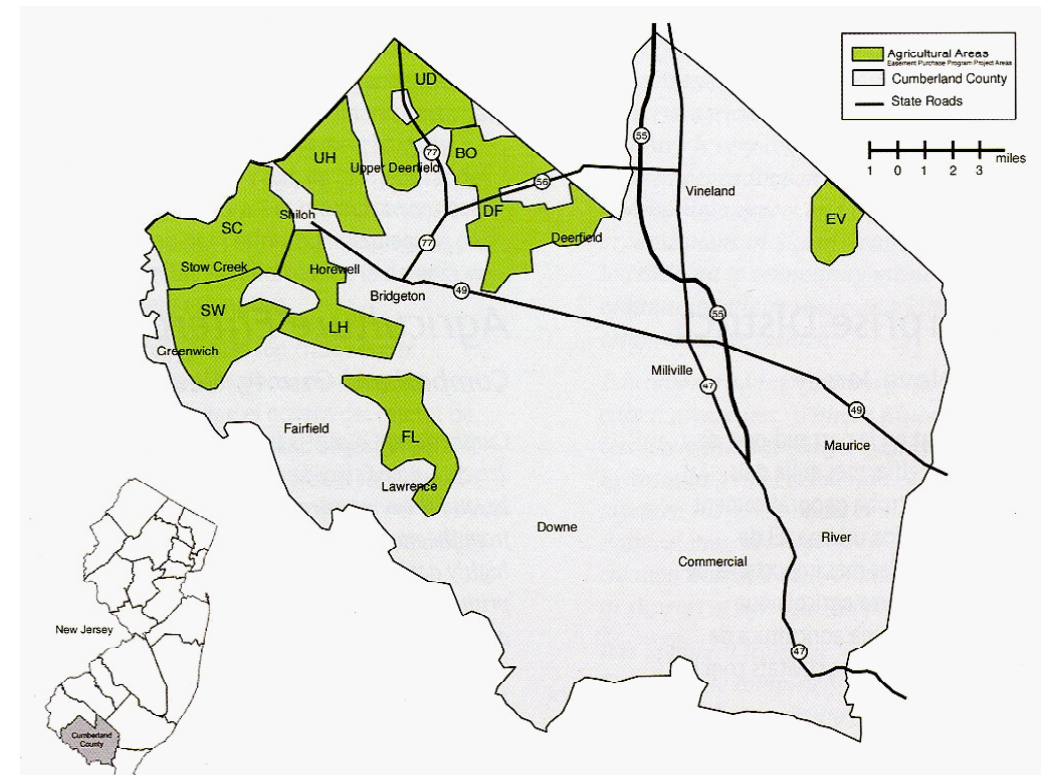 Agricultural Areas
Easement Purchase Program Project Areas
Cumberland County
State Roads
1 0 1 2 3 miles
UD
55
77
BO
UH
Upper Deerfield
56
Vineland
DF
Shiloh
EV
SC
Deerfield
77
Stow Creek
Horewell
Bridgeton
49
SW
55
LH
Greenwich
Millville
47
49
Fairfield
FL
Maurice
Lawrence
Downe
River
Commercial
New Jersey
47
Cumberland
County